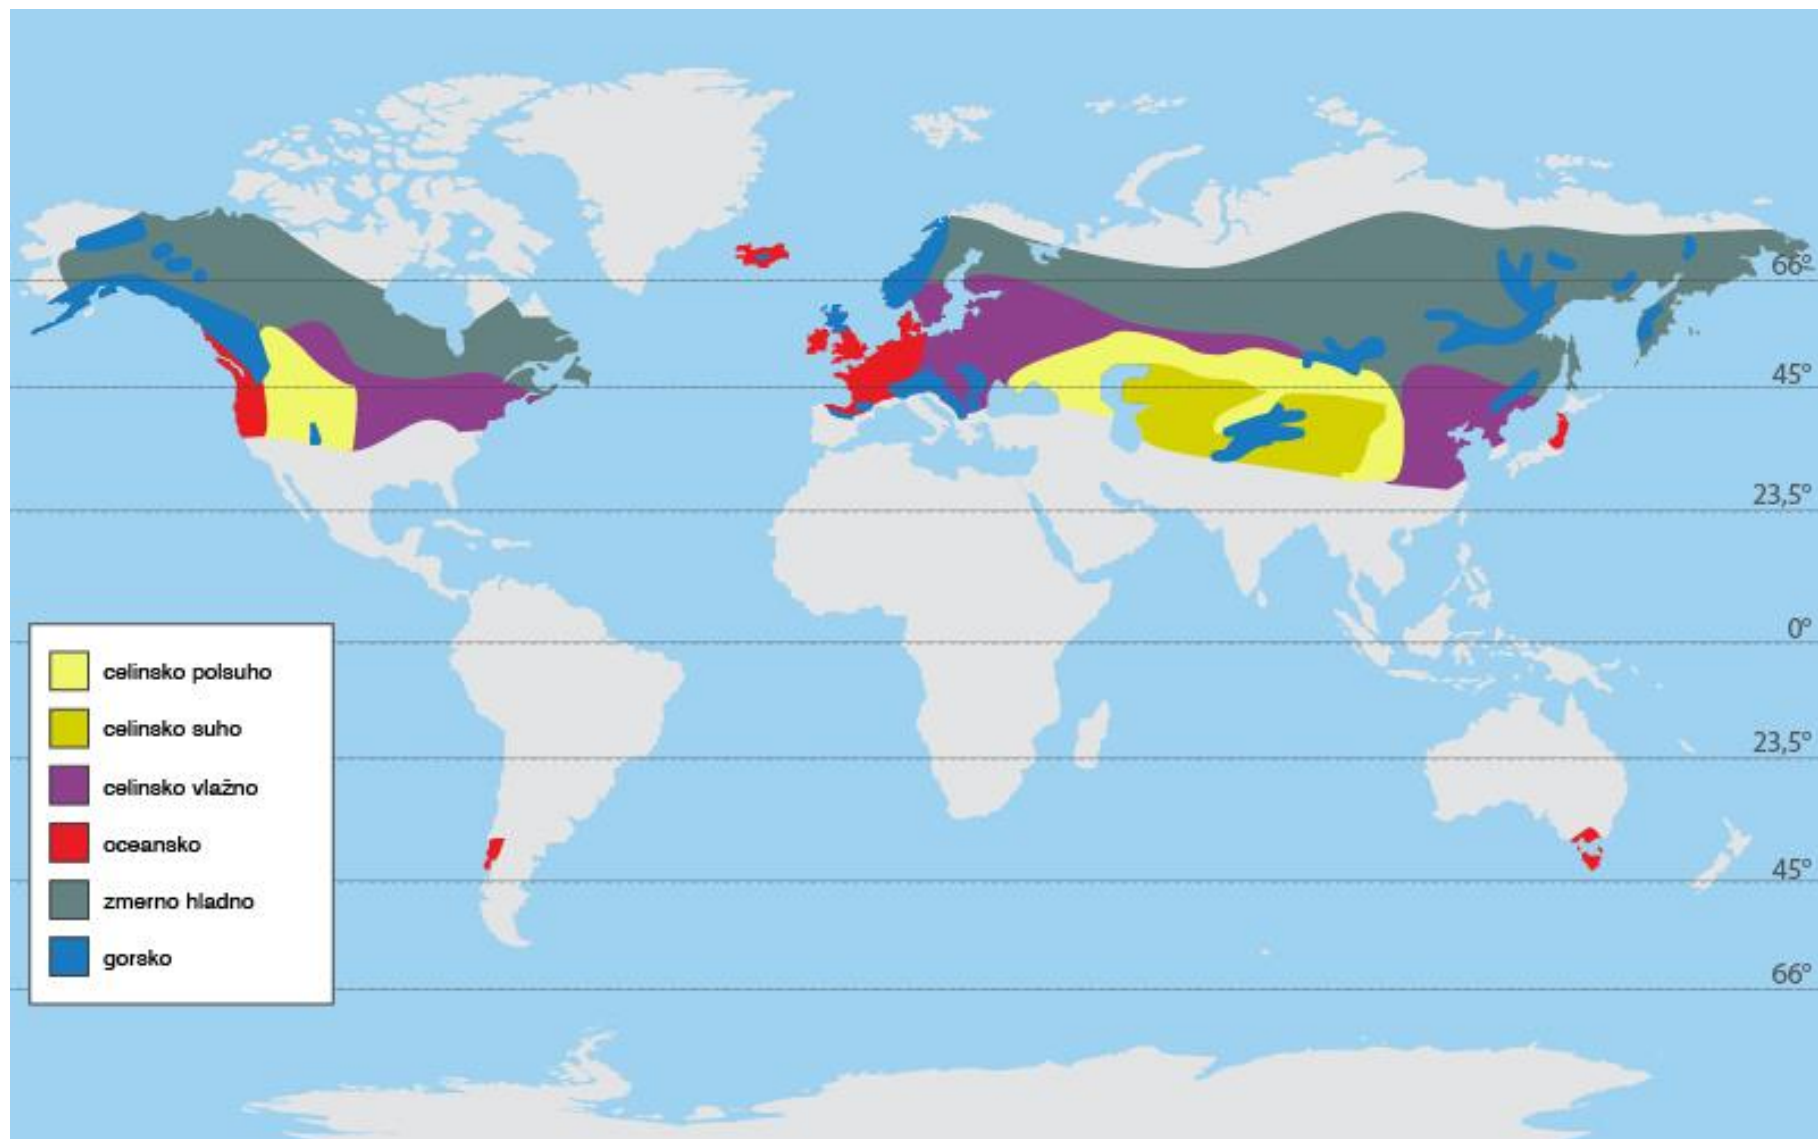 66°
45°
23,5°
0°
23,5°
45°
66°
celinsko polsuho
celinsko suho
celinsko vlažno
oceansko
zmerno hladno
gorsko